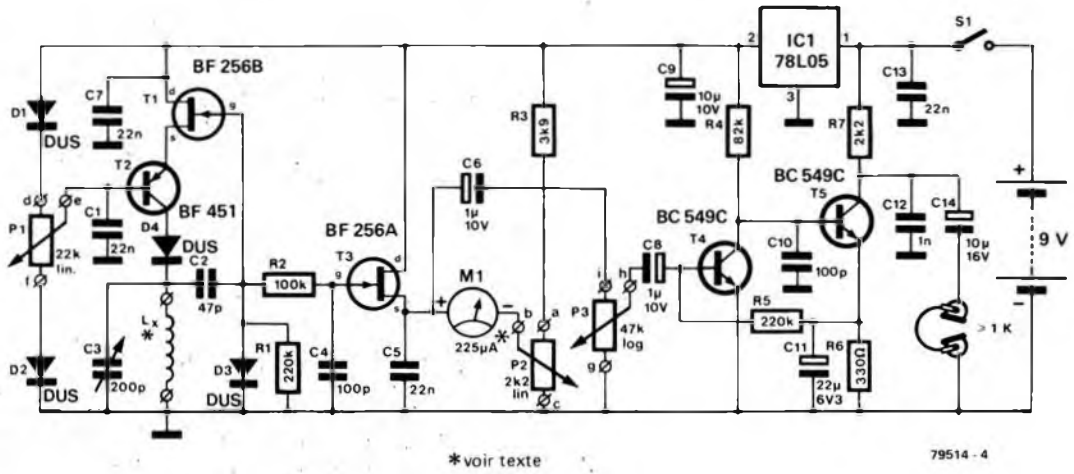 BF 256B
T1
d
g
s
C7
22n
D1
DUS
T2
BF 451
d
e
P1
22k
lin.
f
C1
22n
D4
DUS
C2
47p
D2
DUS
C3
200p
Lx
*
D3
DUS
R1
220k
R2
100k
C4
100p
BF 256A
T3
g
d
s
C5
22n
C6
1µ
10V
M1
+
−
225µA
*
b
a
P2
2k2
lin
c
R3
3k9
i
h
P3
47k
log
g
C8
1µ
10V
C9
10µ
10V
R4
82k
BC 549C
T4
2
IC1
78L05
1
3
R7
2k2
BC 549C
T5
C10
100p
R5
220k
C11
22µ
6V3
R6
330Ω
C13
22n
S1
C12
1n
C14
10µ
16V
> 1 K
+
9 V
−
*voir texte
79514 - 4